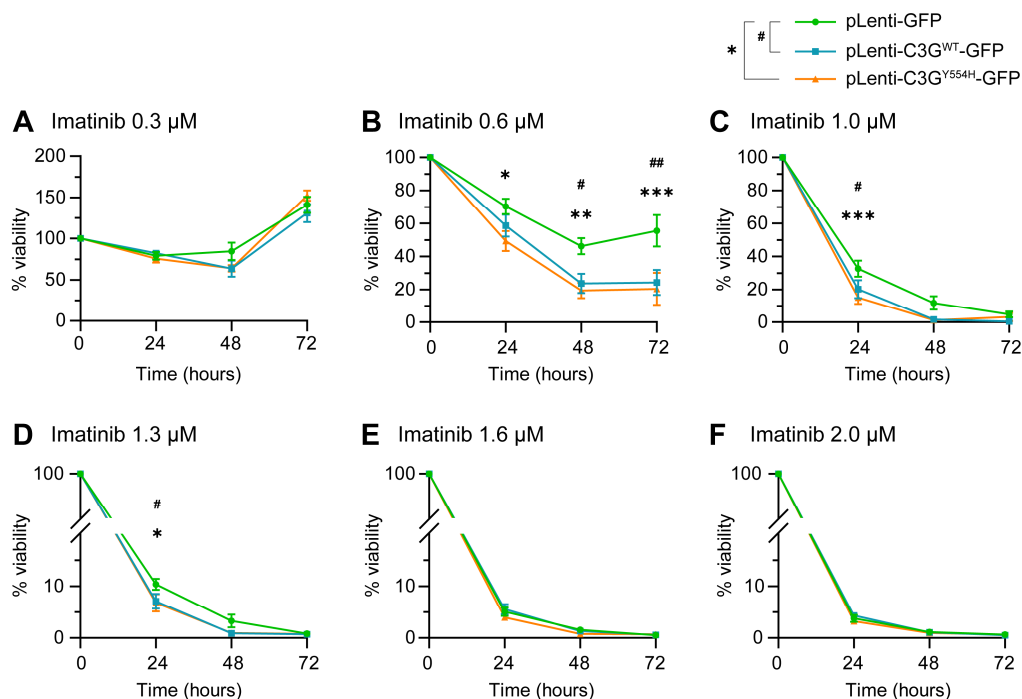 pLenti-GFP
# pLenti-C3G^WT-GFP
* pLenti-C3G^Y554H-GFP
A Imatinib 0.3 µM
200
150
100
50
0
% viability
0 24 48 72
Time (hours)
B Imatinib 0.6 µM
100
80
60
40
20
0
% viability
* # ##
** ***
0 24 48 72
Time (hours)
C Imatinib 1.0 µM
100
80
60
40
20
0
% viability
#
***
0 24 48 72
Time (hours)
D Imatinib 1.3 µM
100
10
0
% viability
#
*
0 24 48 72
Time (hours)
E Imatinib 1.6 µM
100
10
0
% viability
0 24 48 72
Time (hours)
F Imatinib 2.0 µM
100
10
0
% viability
0 24 48 72
Time (hours)